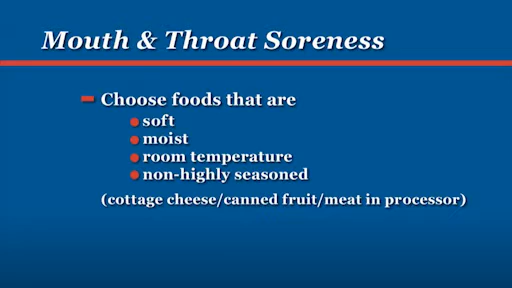 Mouth & Throat Soreness
Choose foods that are
soft
moist
room temperature
non-highly seasoned
(cottage cheese/canned fruit/meat in processor)